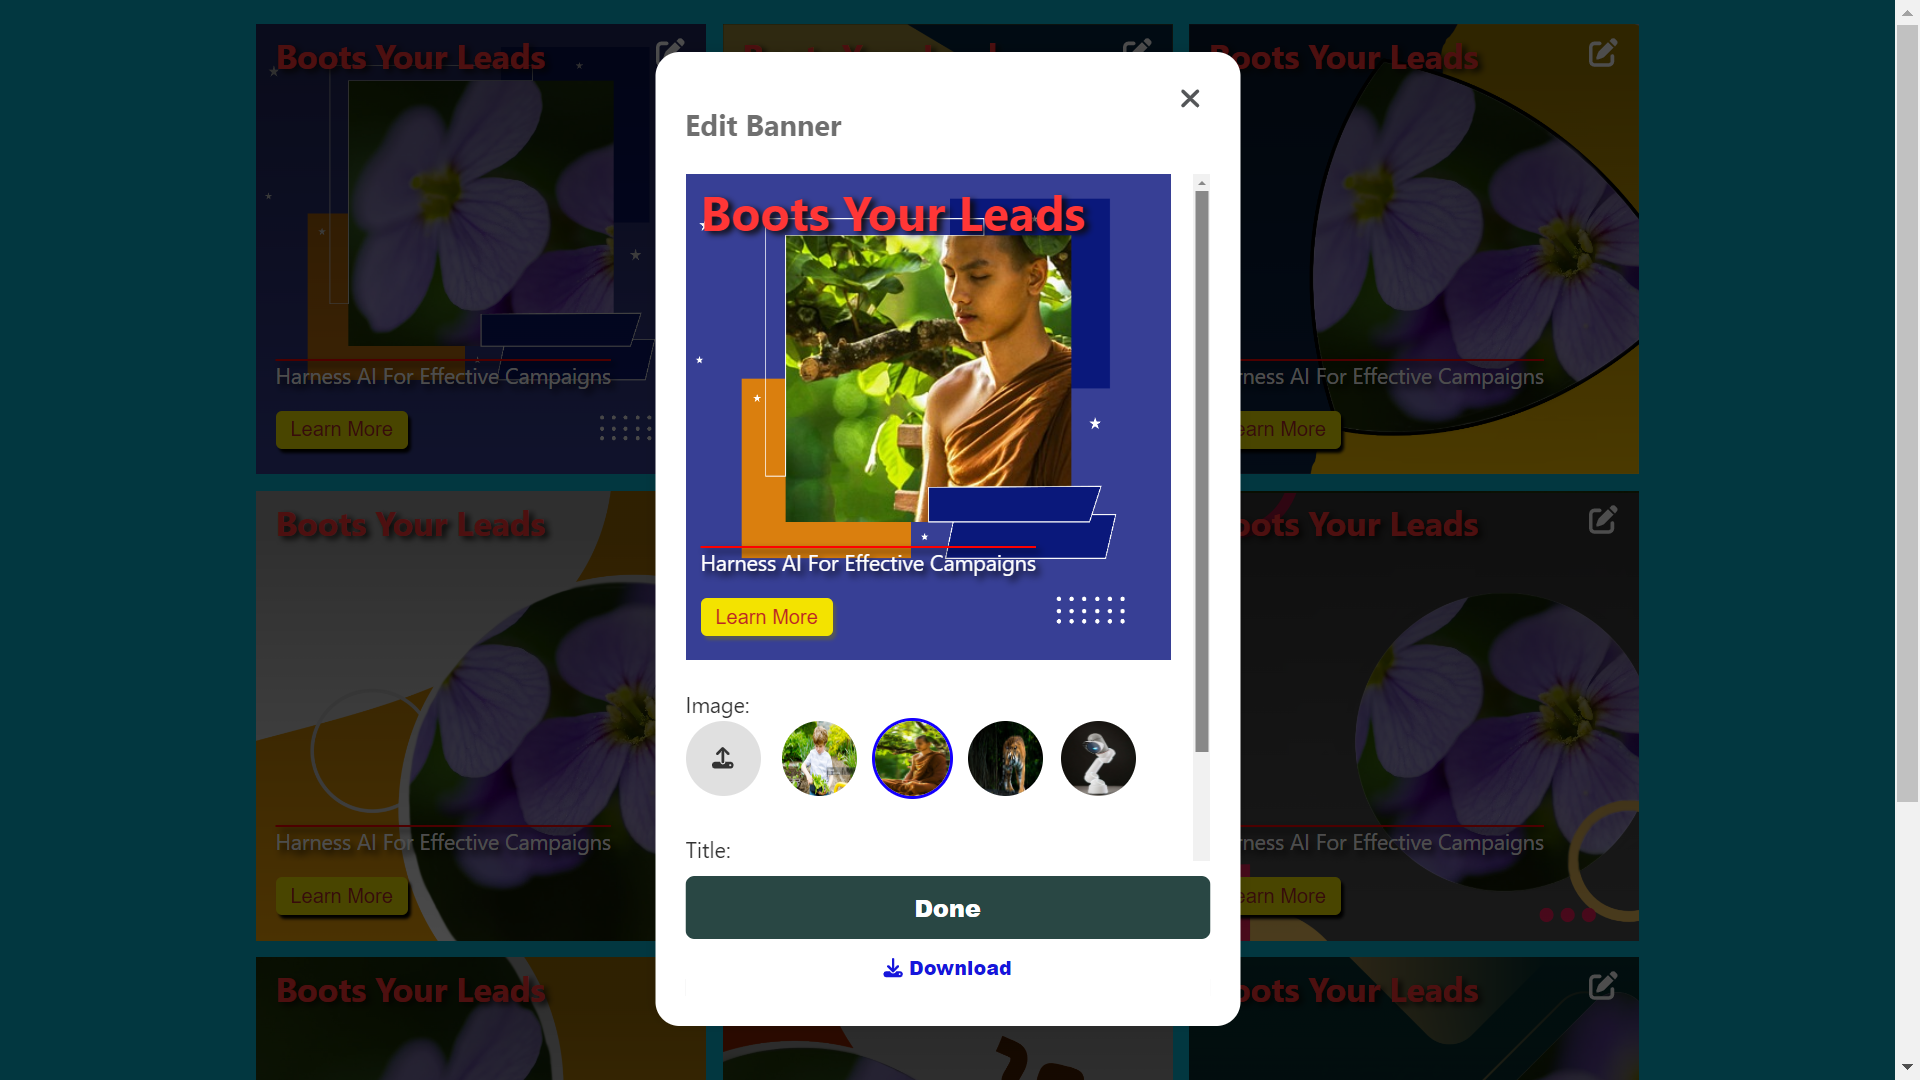 Boots Your Leads
Harness AI For Effective Campaigns
Learn More
oots Your Leads
rness AI For Effective Campaigns
earn More
Edit Banner
Boots Your Leads
Harness AI For Effective Campaigns
Learn More
Image:
Title:
Done
Download
Boots Your Leads
Harness AI For Effective Campaigns
Learn More
oots Your Leads
rness AI For Effective Campaigns
earn More
Boots Your Leads
oots Your Leads